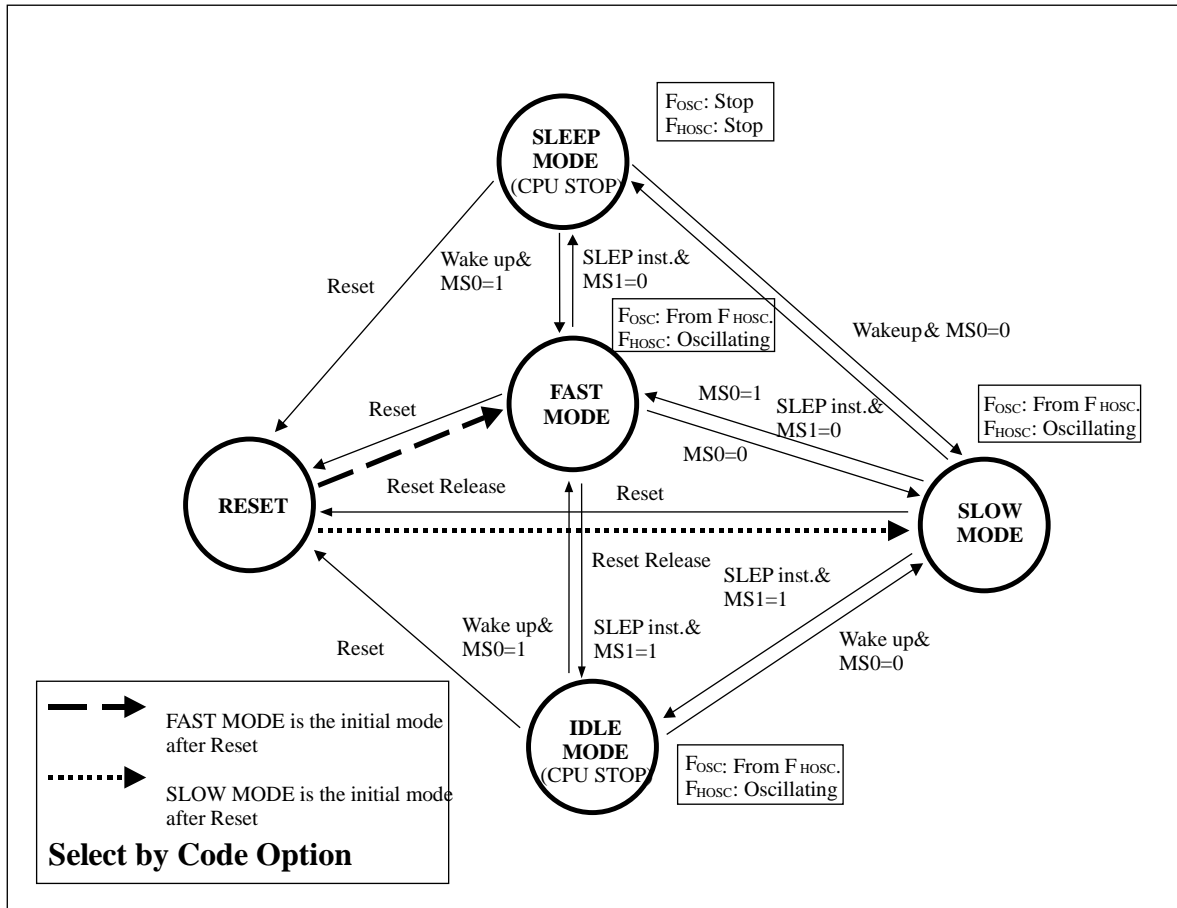 FOSC: Stop
FHOSC: Stop
SLEEP
MODE
(CPU STOP)
Wake up&
MS0=1
SLEP inst.&
MS1=0
Reset
FOSC: From FHOSC.
FHOSC: Oscillating
Wakeup& MS0=0
FAST
MODE
Reset
MS0=1
SLEP inst.&
MS1=0
MS0=0
FOSC: From FHOSC.
FHOSC: Oscillating
RESET
Reset Release
Reset
SLOW
MODE
Reset Release
SLEP inst.&
MS1=1
Reset
Wake up&
MS0=1
SLEP inst.&
MS1=1
Wake up&
MS0=0
IDLE
MODE
(CPU STOP)
FOSC: From FHOSC.
FHOSC: Oscillating
FAST MODE is the initial mode
after Reset
SLOW MODE is the initial mode
after Reset
Select by Code Option